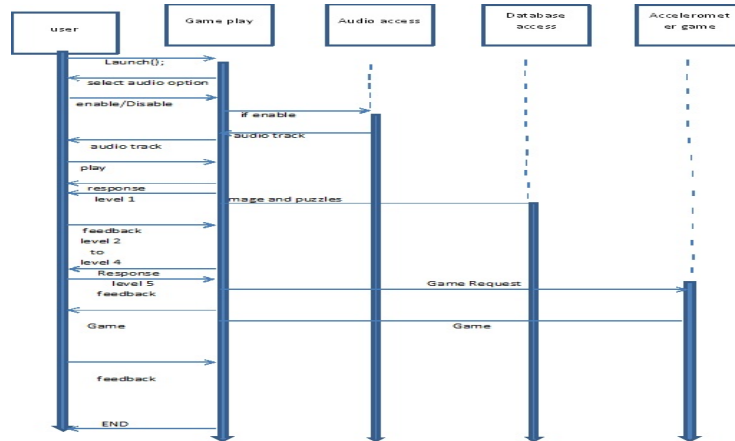 user
Game play
Audio access
Database
access
Acceleromet
er game
Launch();
select audio option
enable/Disable
if enable
audio track
audio track
play
response
level 1
mage and puzzles
feedback
level 2
to
level 4
Response
level 5
Game Request
feedback
Game
Game
feedback
END